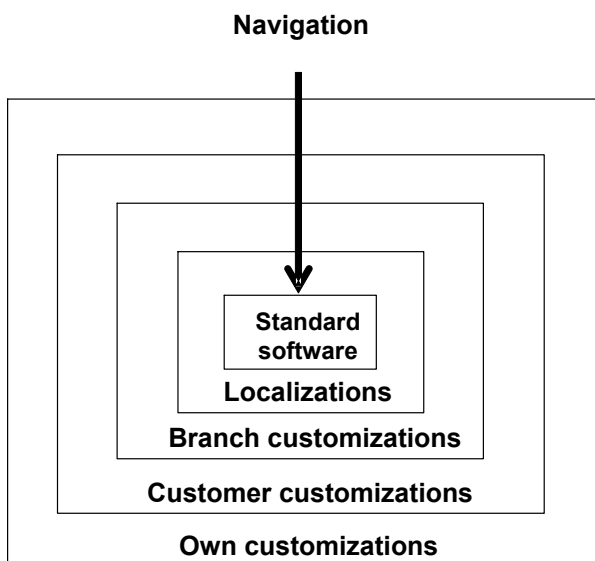 Navigation
Standard
software
Localizations
Branch customizations
Customer customizations
Own customizations